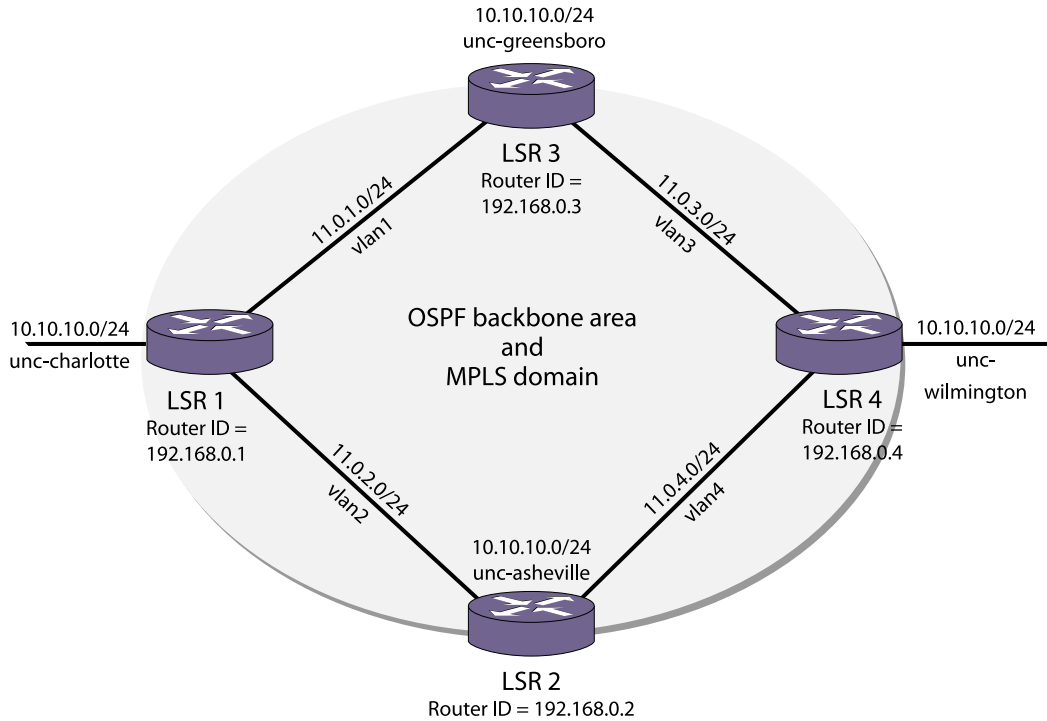 10.10.10.0/24
unc-greensboro
LSR 3
Router ID =
192.168.0.3
11.0.1.0/24
vlan1
11.0.3.0/24
vlan3
10.10.10.0/24
unc-charlotte
LSR 1
Router ID =
192.168.0.1
OSPF backbone area
and
MPLS domain
10.10.10.0/24
unc-
wilmington
LSR 4
Router ID =
192.168.0.4
11.0.2.0/24
vlan2
11.0.4.0/24
vlan4
10.10.10.0/24
unc-asheville
LSR 2
Router ID = 192.168.0.2